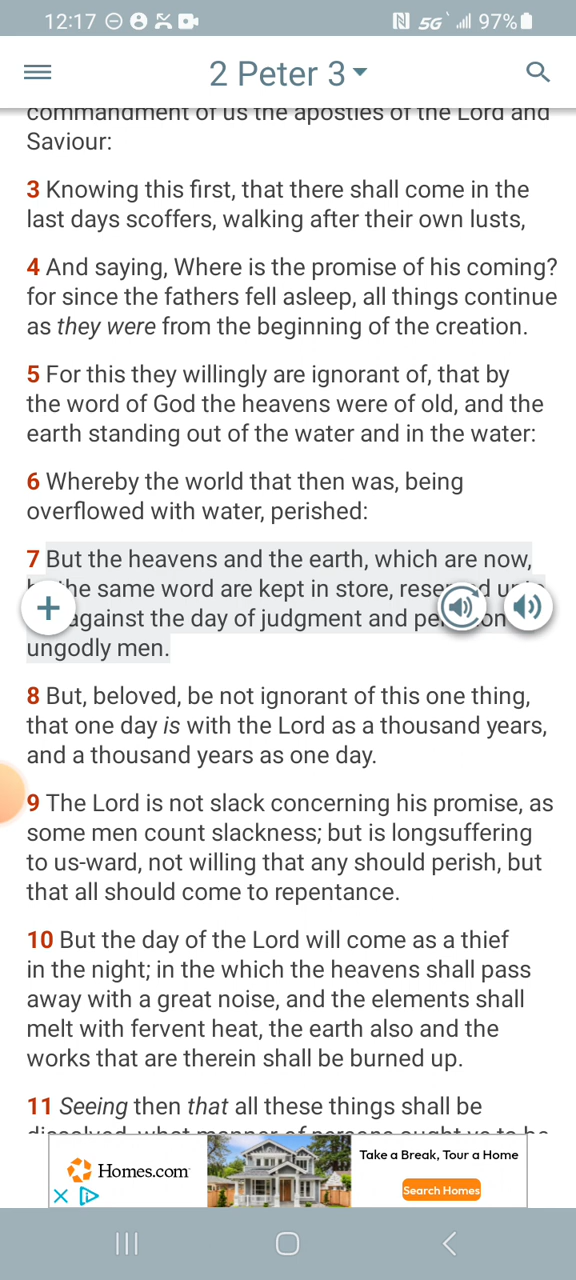 12:17
5G
97%
2 Peter 3
commandment of us the apostles of the Lord and
Saviour:
3 Knowing this first, that there shall come in the
last days scoffers, walking after their own lusts,
4 And saying, Where is the promise of his coming?
for since the fathers fell asleep, all things continue
as they were from the beginning of the creation.
5 For this they willingly are ignorant of, that by
the word of God the heavens were of old, and the
earth standing out of the water and in the water:
6 Whereby the world that then was, being
overflowed with water, perished:
7 But the heavens and the earth, which are now,
the same word are kept in store,
against the day of judgment and
ungodly men.
8 But, beloved, be not ignorant of this one thing,
that one day is with the Lord as a thousand years,
and a thousand years as one day.
9 The Lord is not slack concerning his promise, as
some men count slackness; but is longsuffering
to us-ward, not willing that any should perish, but
that all should come to repentance.
10 But the day of the Lord will come as a thief
in the night; in the which the heavens shall pass
away with a great noise, and the elements shall
melt with fervent heat, the earth also and the
works that are therein shall be burned up.
11 Seeing then that all these things shall be
Homes.com
Take a Break, Tour a Home
Search Homes